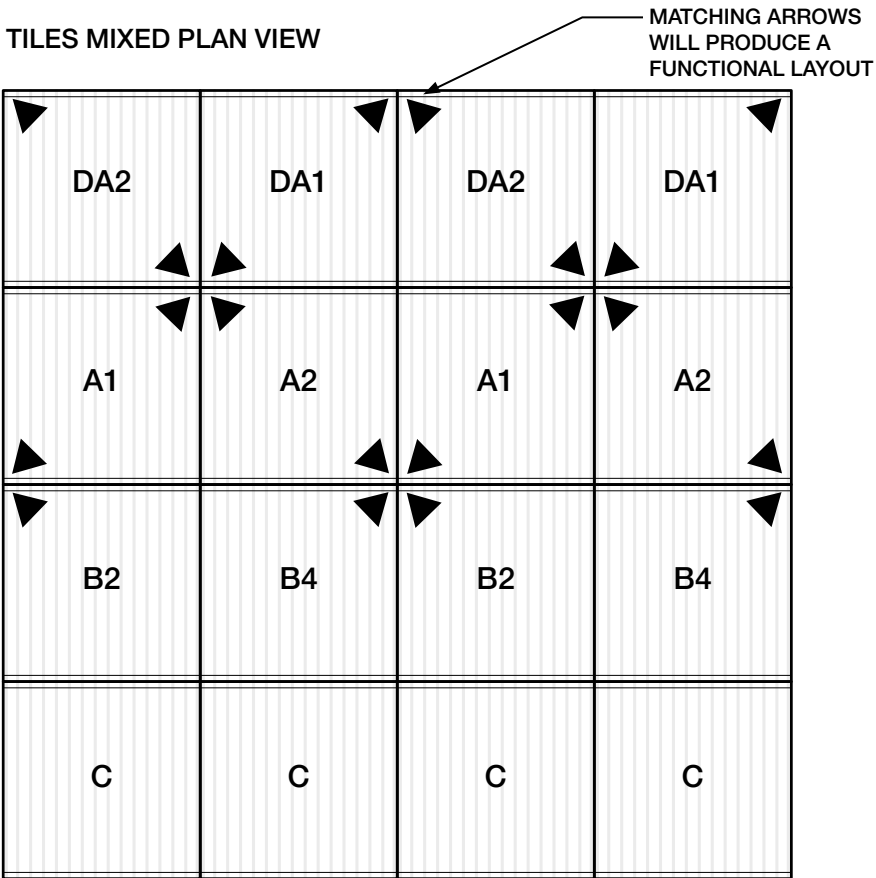 MATCHING ARROWS
WILL PRODUCE A
FUNCTIONAL LAYOUT
TILES MIXED PLAN VIEW
DA2 DA1 DA2 DA1
A1 A2 A1 A2
B2 B4 B2 B4
C C C C